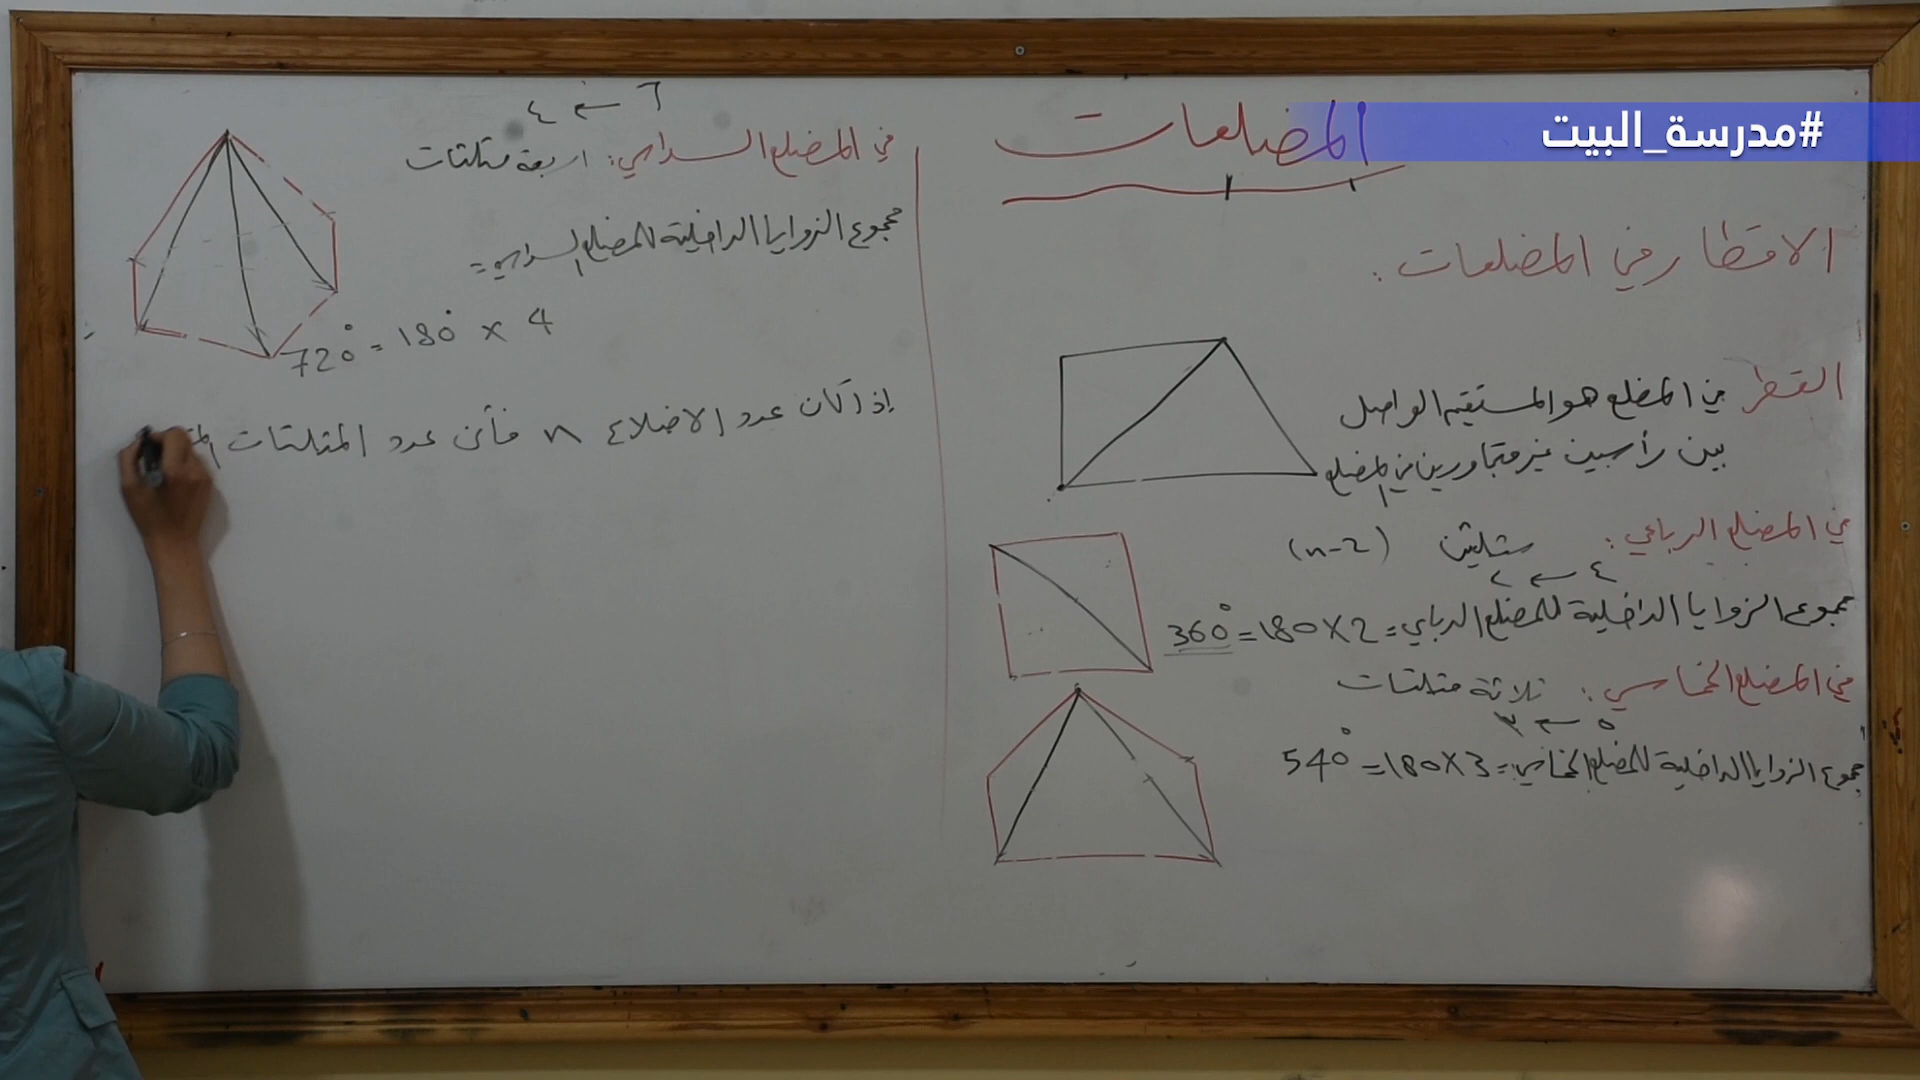 #مدرسة_البيت
المضلعات
الاقطار في المضلعات:
القطر في المضلع هو المستقيم الواصل
بين رأسين غير متجاورين في المضلع
في المضلع الرباعي: مثلثين (n-2)
٤ ← ٢
مجموع الزوايا الداخلية للمضلع الرباعي = 2×180 = 360°
في المضلع الخماسي: ثلاثة مثلثات
٥ ← ٣
مجموع الزوايا الداخلية للمضلع الخماسي = 3×180 = 540°
٦ ← ٤
في المضلع السداسي: اربعة مثلثات
مجموع الزوايا الداخلية للمضلع السداسي =
4 × 180° = 720°
إذا كان عدد الاضلاع n فأن عدد المثلثات